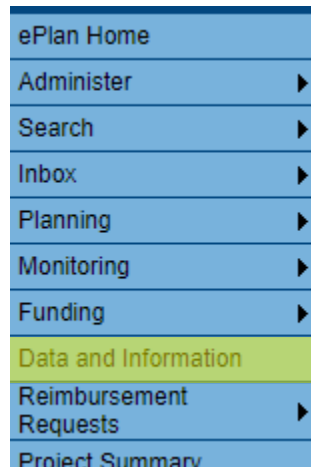 ePlan Home
Administer
Search
Inbox
Planning
Monitoring
Funding
Data and Information
Reimbursement
Requests
Project Summary